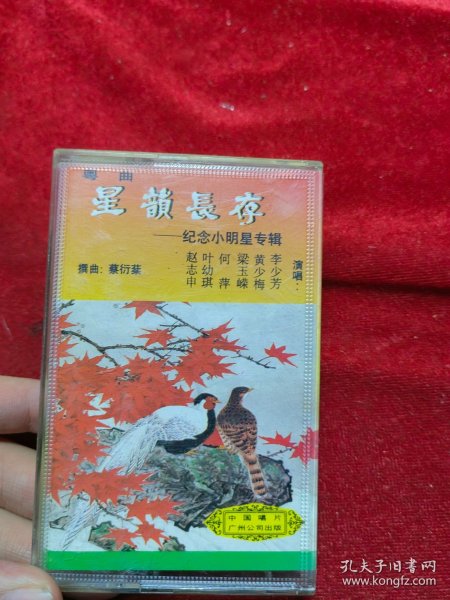 粤曲
星韻長存
——纪念小明星专辑
撰曲: 蔡衍棻
演唱:
李少芳
黄少梅
梁玉嵘
何萍
叶幼琪
赵志申
中国唱片
广州公司出版
孔夫子旧书网
www.kongfz.com